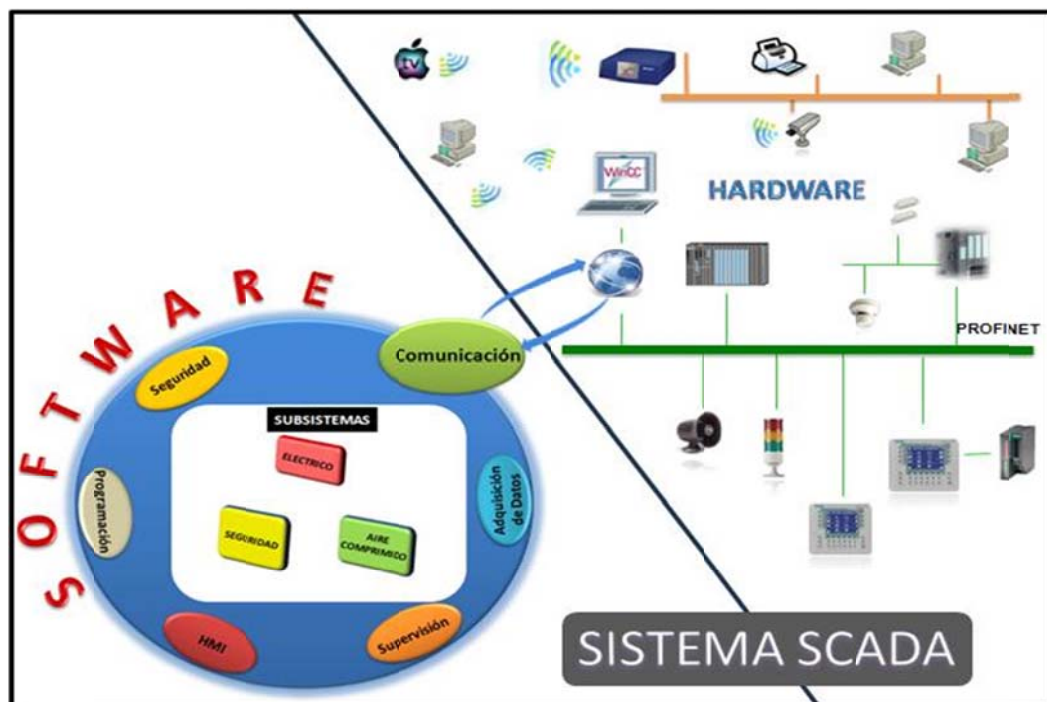 tv
WinCC
HARDWARE
PROFINET
SOFTWARE
Comunicación
Seguridad
SUBSISTEMAS
ELECTRICO
Programación
Adquisición
de Datos
SEGURIDAD
AIRE
COMPRIMIDO
HMI
Supervisión
SISTEMA SCADA